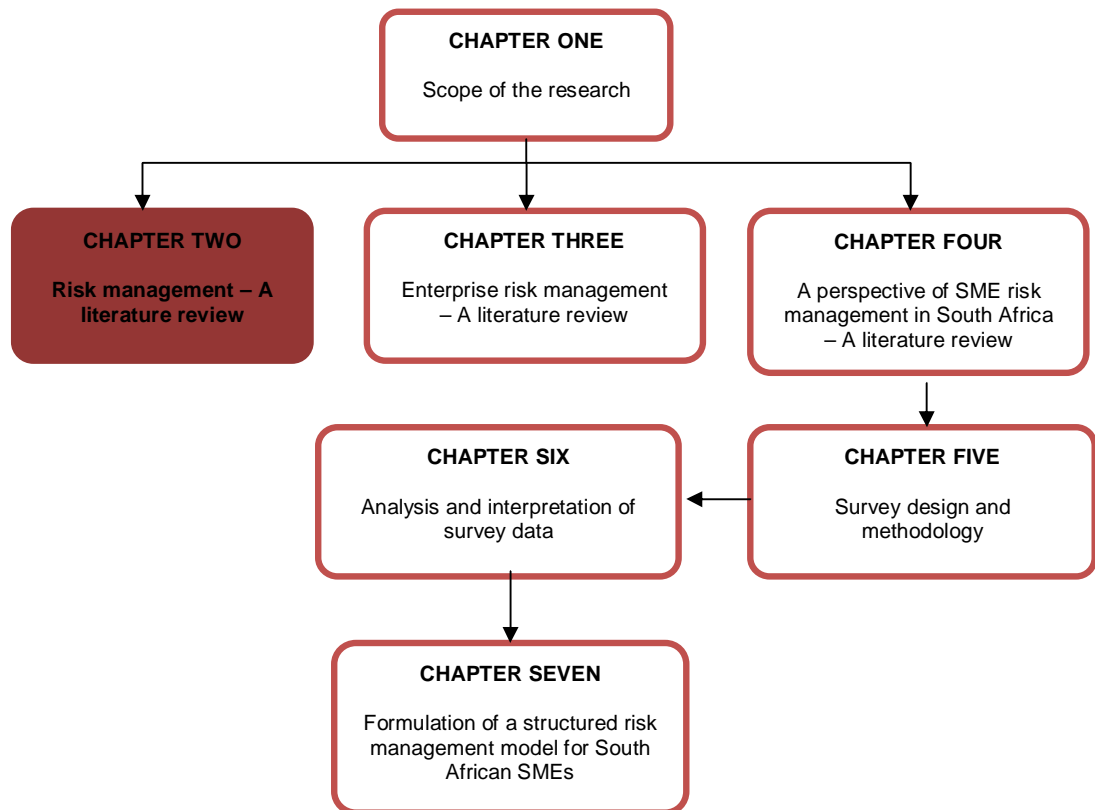 CHAPTER ONE
Scope of the research
CHAPTER TWO
Risk management – A
literature review
CHAPTER THREE
Enterprise risk management
– A literature review
CHAPTER FOUR
A perspective of SME risk
management in South Africa
– A literature review
CHAPTER SIX
Analysis and interpretation of
survey data
CHAPTER FIVE
Survey design and
methodology
CHAPTER SEVEN
Formulation of a structured risk
management model for South
African SMEs